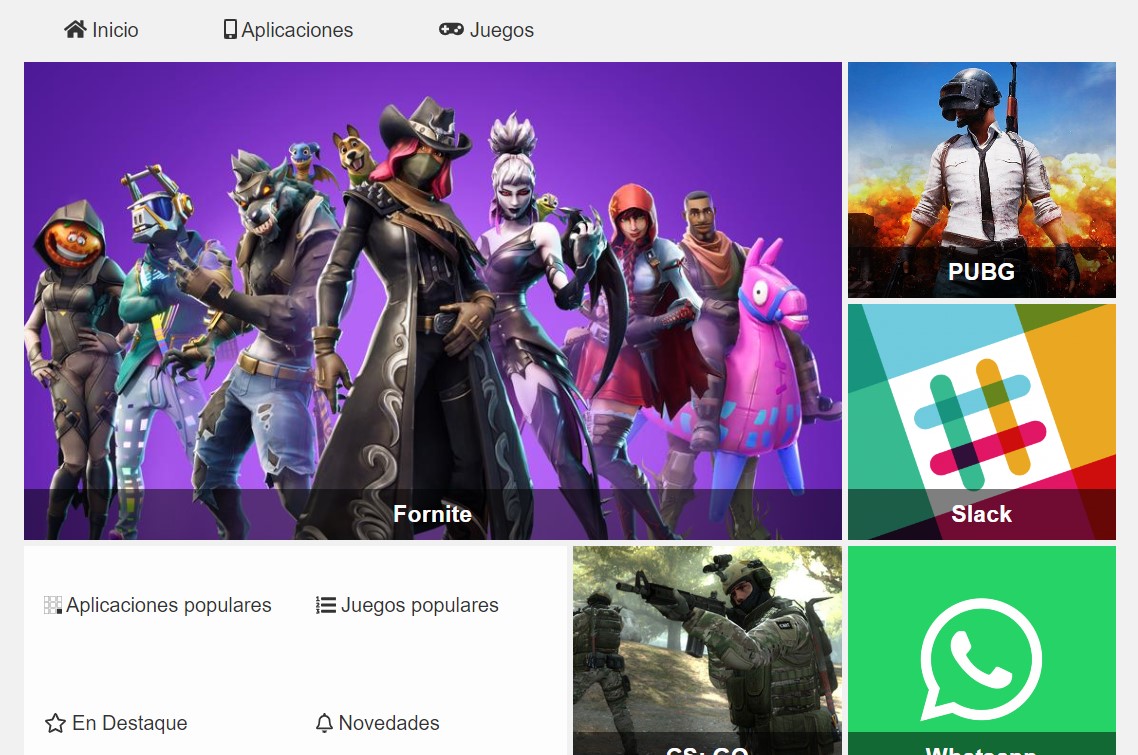 Inicio
Aplicaciones
Juegos
PUBG
Fornite
Slack
Aplicaciones populares
Juegos populares
En Destaque
Novedades
CS: GO
Whatsapp